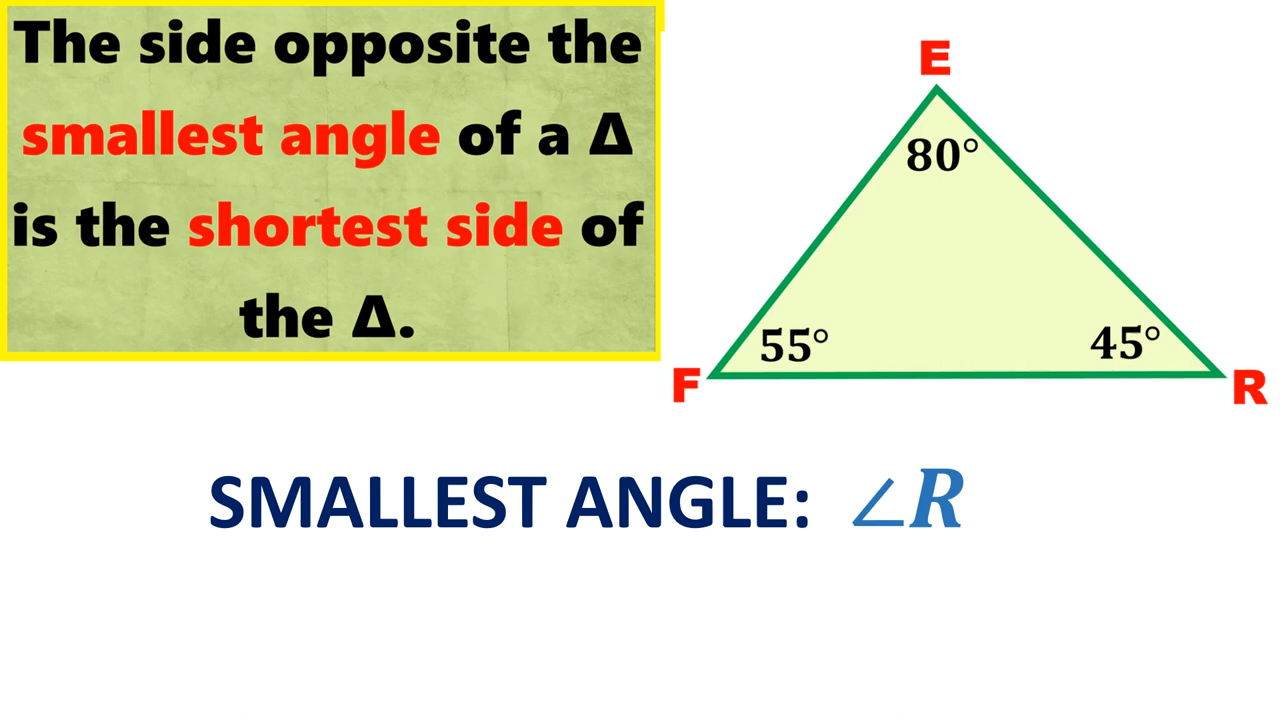 The side opposite the
smallest angle of a Δ
is the shortest side of
the Δ.
E
80°
55°
45°
F
R
SMALLEST ANGLE: ∠R